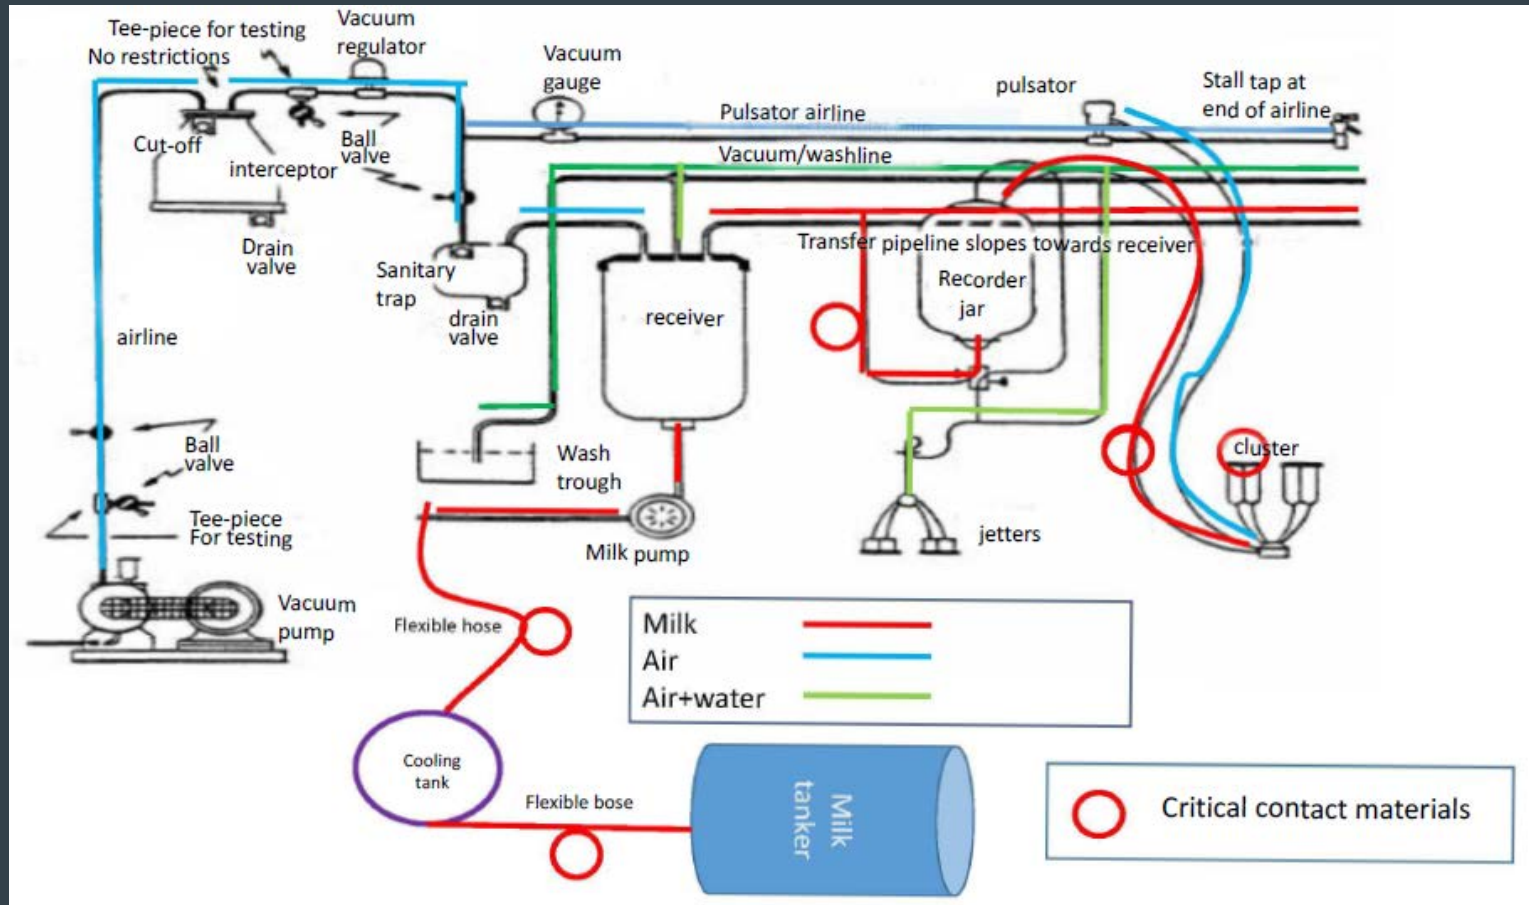 Tee-piece for testing
No restrictions
Vacuum
regulator
Vacuum
gauge
pulsator
Stall tap at
end of airline
Pulsator airline
Cut-off
interceptor
Ball
valve
Vacuum/washline
Drain
valve
Sanitary
trap
drain
valve
Transfer pipeline slopes towards receiver
Recorder
jar
receiver
airline
Ball
valve
Wash
trough
cluster
Tee-piece
For testing
Milk pump
jetters
Vacuum
pump
Flexible hose
Milk
Air
Air+water
Cooling
tank
Flexible bose
Milk
tanker
Critical contact materials